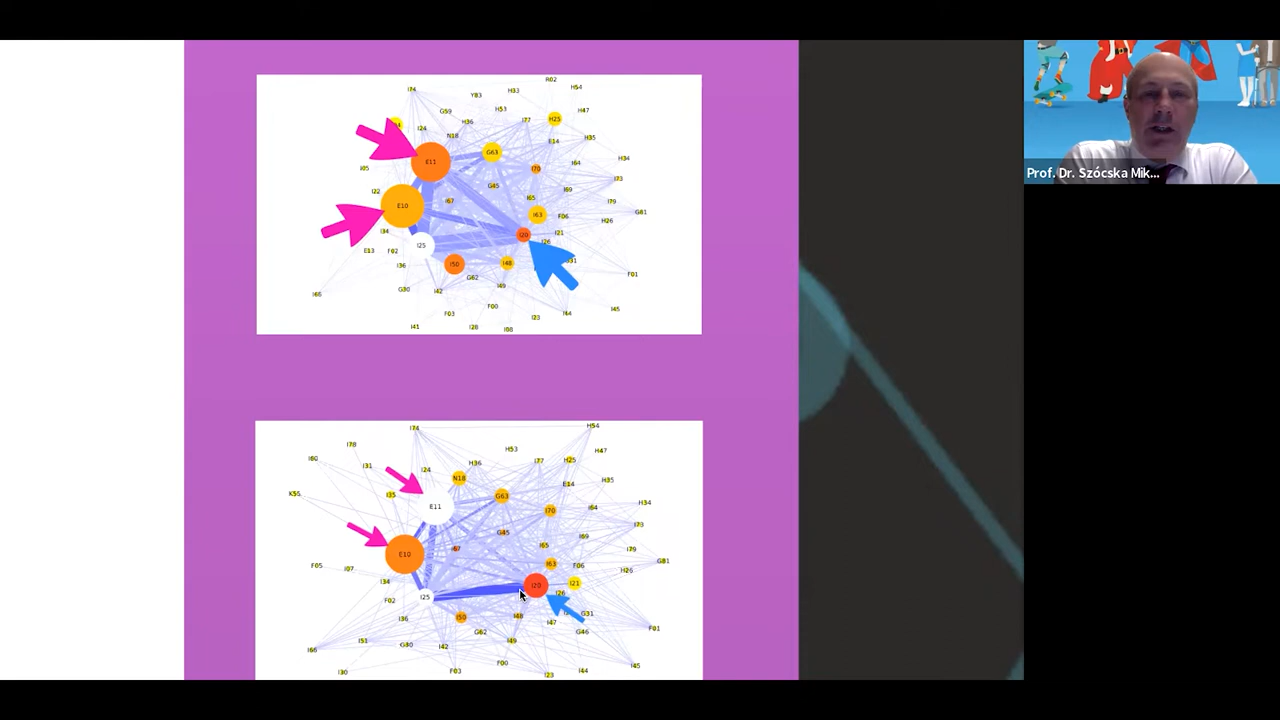 R02
I74
H54
Y83
H33
G59
H53
H47
I24
H36
I77
H25
N18
H35
E14
E11
G63
H34
I64
I05
I70
I73
G45
I69
I22
I67
I65
I79
E10
G81
I63
F06
H26
I34
I20
I21
I25
I26
E13
F02
I36
I50
I48
F01
G62
G30
I42
I49
I66
F00
I45
F03
I23
I44
I41
I28
I08
I74
H54
I78
H53
H47
I60
I31
I24
H36
I77
H25
N18
E14
H35
K55
I35
G63
H34
E11
I70
I64
I73
G45
I69
I67
I65
I79
E10
G81
F05
I07
I63
F06
H26
I34
I20
I21
I25
I26
F02
I50
I48
G31
I36
I47
F01
G62
G46
I51
G30
I42
I49
I66
F00
I45
I30
F03
I23
I44
Prof. Dr. Szócska Mik...